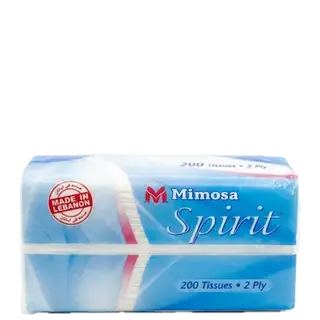 200 Tissues • 2 Ply
Mimosa
Spirit
MADE IN
LEBANON
200 Tissues • 2 Ply